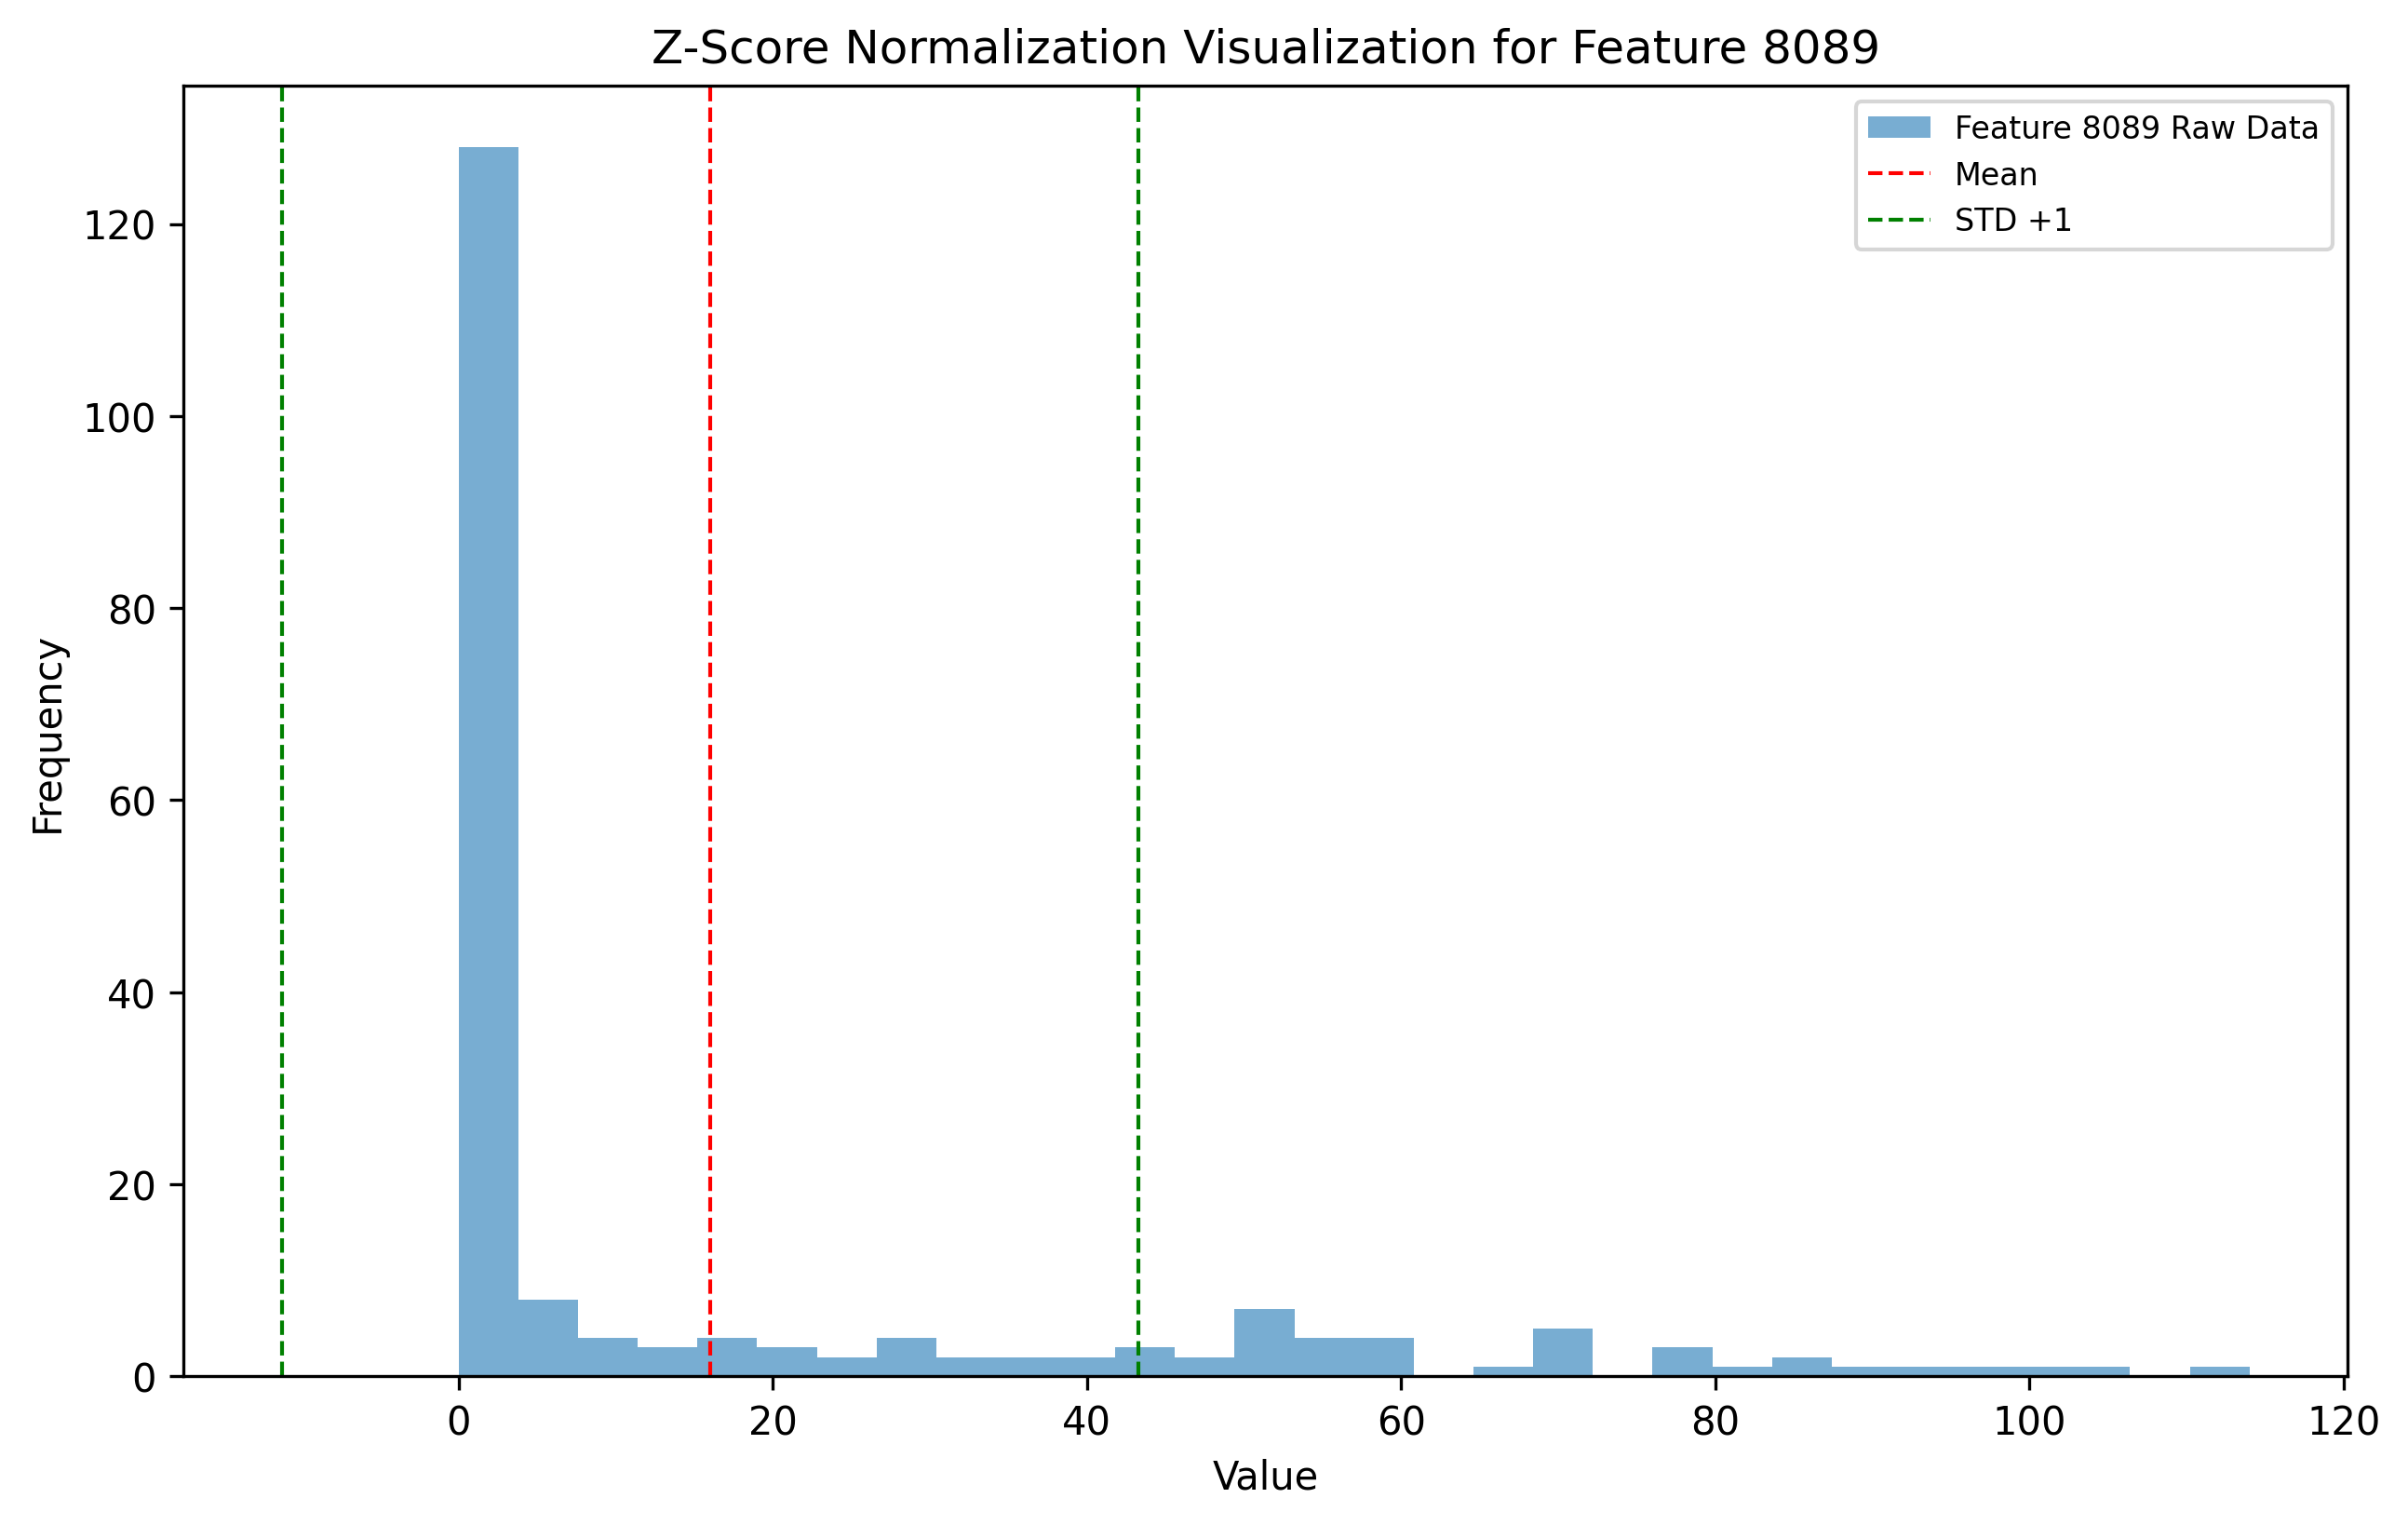 Z-Score Normalization Visualization for Feature 8089
Feature 8089 Raw Data
Mean
STD +1
120
100
80
60
40
20
0
Frequency
0 20 40 60 80 100 120
Value